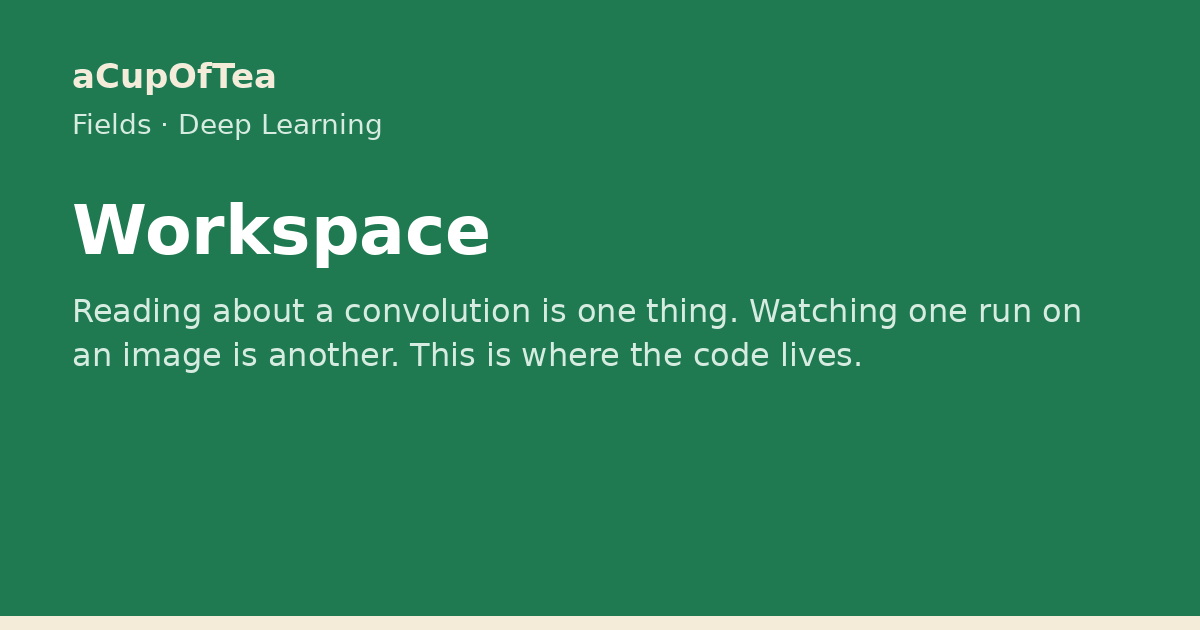 aCupOfTea
Fields · Deep Learning
Workspace
Reading about a convolution is one thing. Watching one run on
an image is another. This is where the code lives.